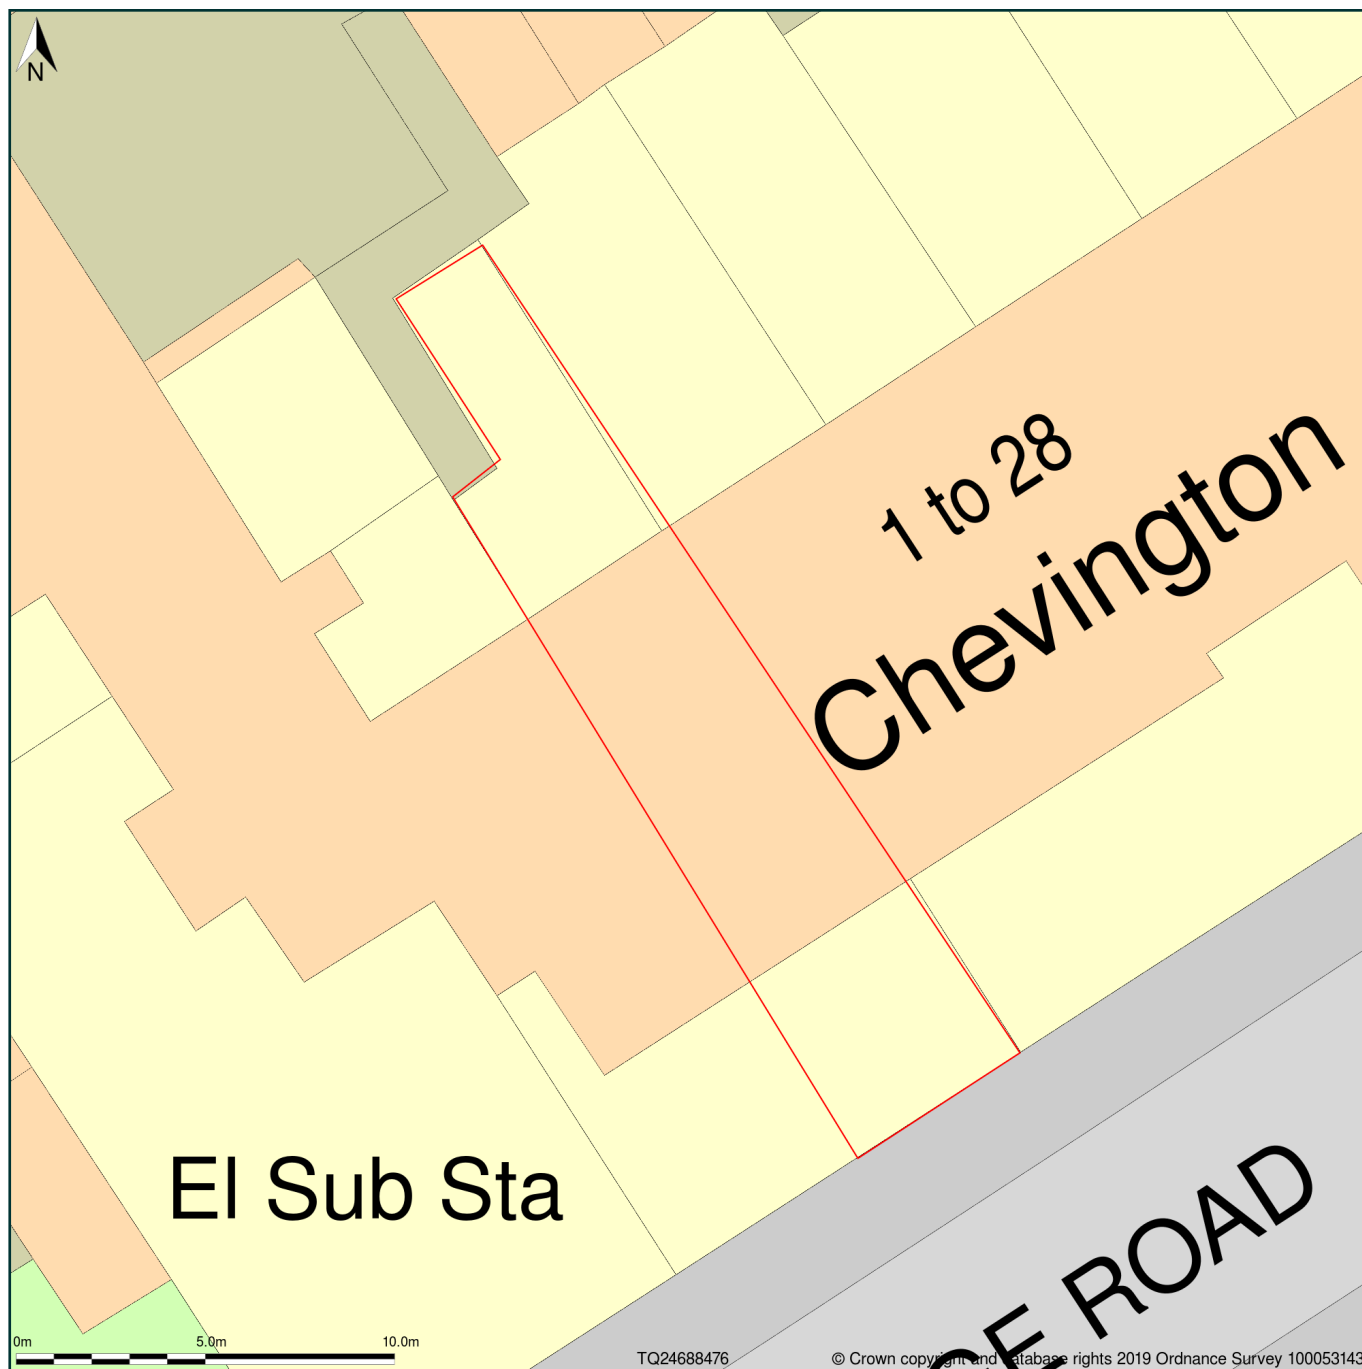 N
1 to 28
Chevington
El Sub Sta
CE ROAD
0m 5.0m 10.0m
TQ24688476
© Crown copyright and database rights 2019 Ordnance Survey 100053143